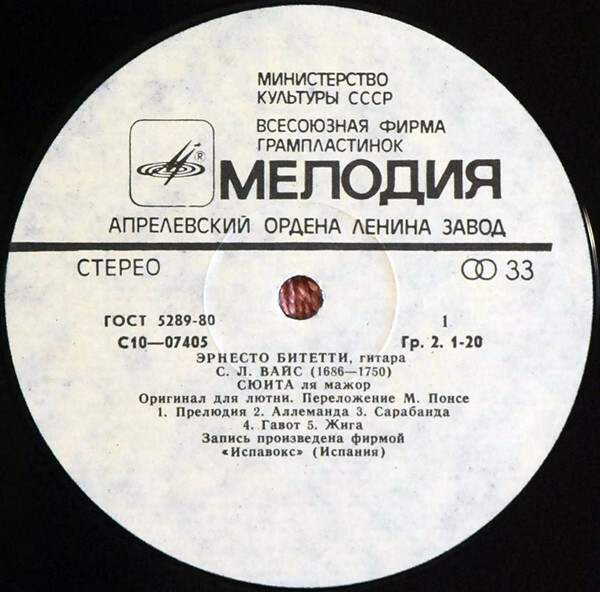 МИНИСТЕРСТВО
КУЛЬТУРЫ СССР
ВСЕСОЮЗНАЯ ФИРМА
ГРАМПЛАСТИНОК
®
МЕЛОДИЯ
АПРЕЛЕВСКИЙ ОРДЕНА ЛЕНИНА ЗАВОД
СТЕРЕО 33
ГОСТ 5289-80 1
С10—07405 Гр. 2. 1-20
ЭРНЕСТО БИТЕТТИ, гитара
С. Л. ВАЙС (1686—1750)
СЮИТА ля мажор
Оригинал для лютни. Переложение М. Понсе
1. Прелюдия 2. Аллеманда 3. Сарабанда
4. Гавот 5. Жига
Запись произведена фирмой
«Испавокс» (Испания)